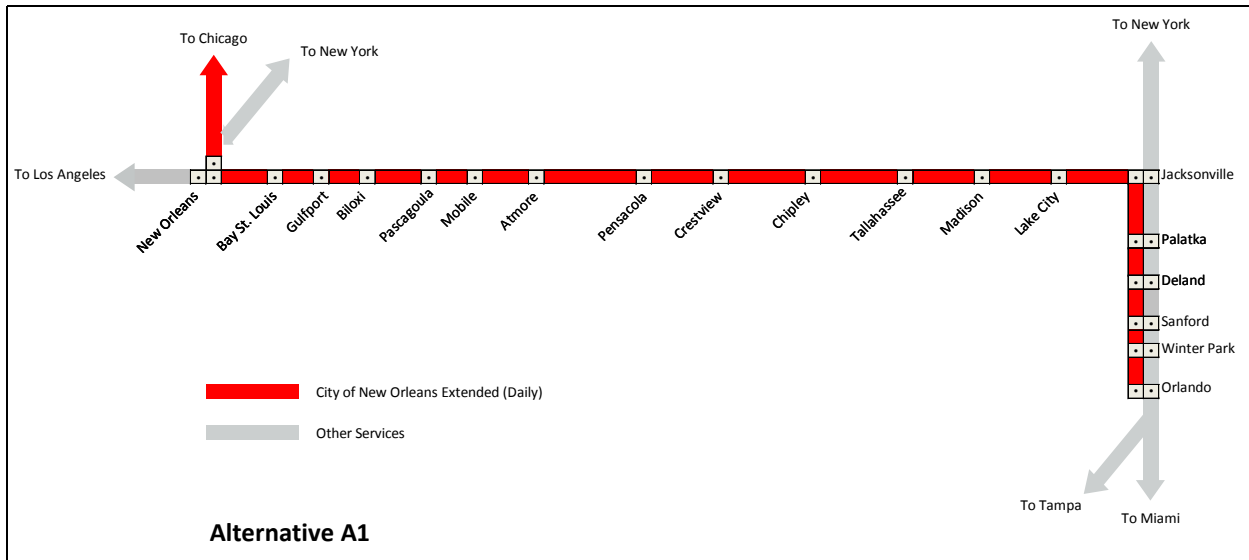 To Chicago
To New York
To New York
To Los Angeles
Jacksonville
New Orleans
Bay St. Louis
Gulfport
Biloxi
Pascagoula
Mobile
Atmore
Pensacola
Crestview
Chipley
Tallahassee
Madison
Lake City
Palatka
Deland
Sanford
Winter Park
Orlando
City of New Orleans Extended (Daily)
Other Services
To Tampa
To Miami
Alternative A1